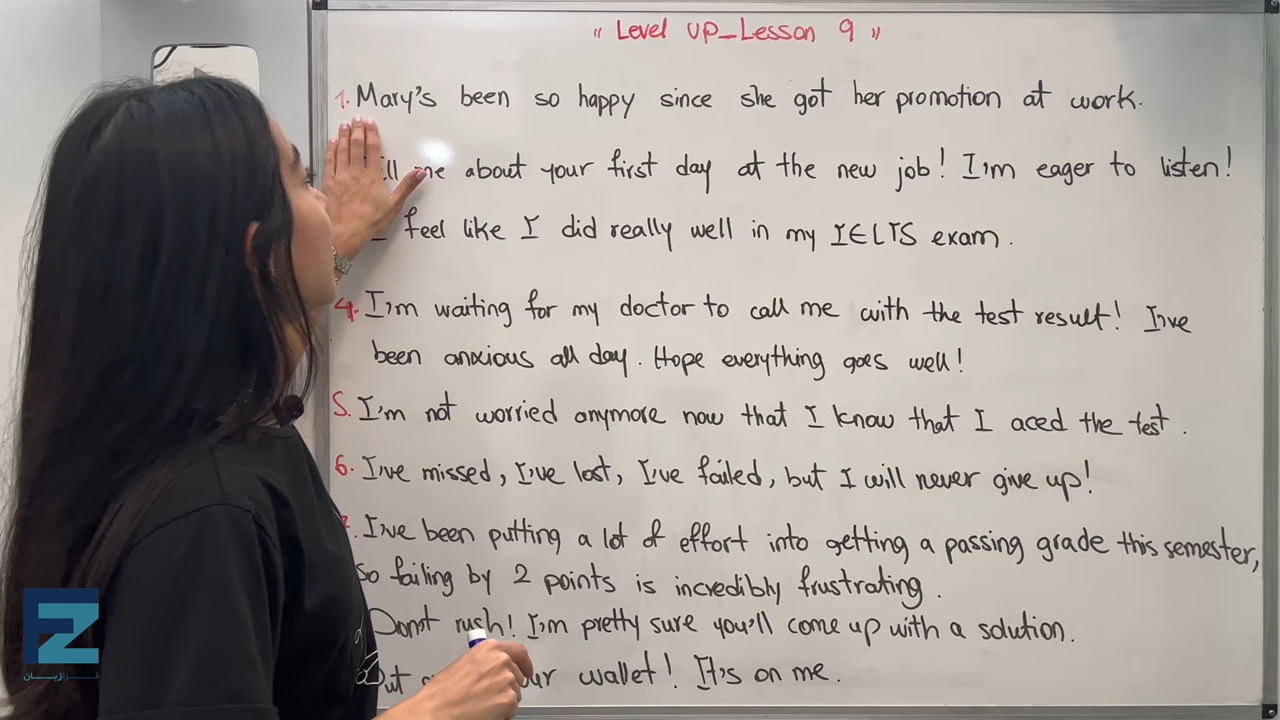 « Level up_Lesson 9 »
1. Mary's been so happy since she got her promotion at work.
me about your first day at the new job! I'm eager to listen!
feel like I did really well in my IELTS exam.
4. I'm waiting for my doctor to call me with the test result! I've
been anxious all day. Hope everything goes well!
5. I'm not worried anymore now that I know that I aced the test.
6. I've missed, I've lost, I've failed, but I will never give up!
I've been putting a lot of effort into getting a passing grade this semester,
so failing by 2 points is incredibly frustrating.
Don't rush! I'm pretty sure you'll come up with a solution.
wallet! It's on me.
EZ